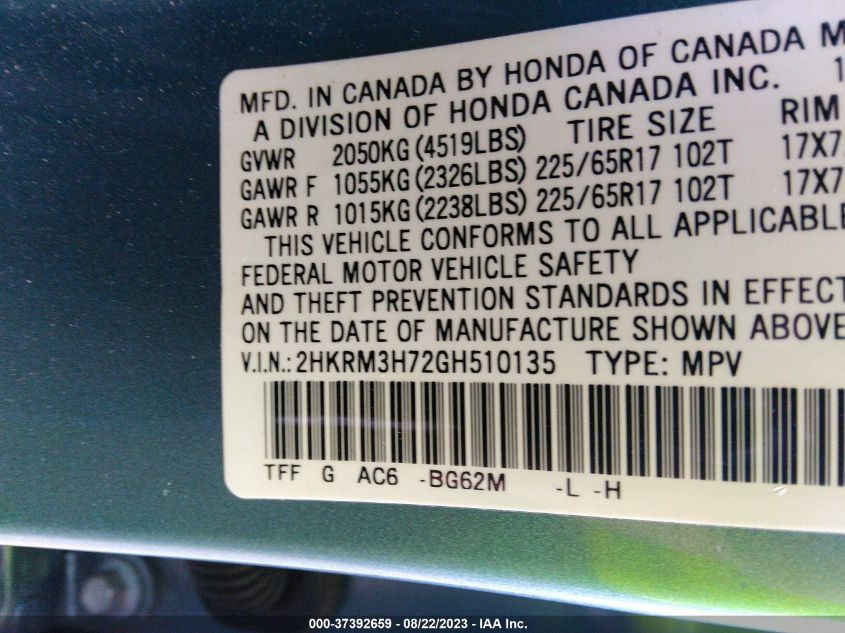 MFD. IN CANADA BY HONDA OF CANADA M
A DIVISION OF HONDA CANADA INC. 1
GVWR 2050KG (4519LBS) TIRE SIZE RIM
GAWR F 1055KG (2326LBS) 225/65R17 102T 17X7
GAWR R 1015KG (2238LBS) 225/65R17 102T 17X7
THIS VEHICLE CONFORMS TO ALL APPLICABLE
FEDERAL MOTOR VEHICLE SAFETY
AND THEFT PREVENTION STANDARDS IN EFFECT
ON THE DATE OF MANUFACTURE SHOWN ABOVE
V.I.N.: 2HKRM3H72GH510135 TYPE: MPV
TFF G AC6 -BG62M -L -H
000-37392659 - 08/22/2023 - IAA Inc.